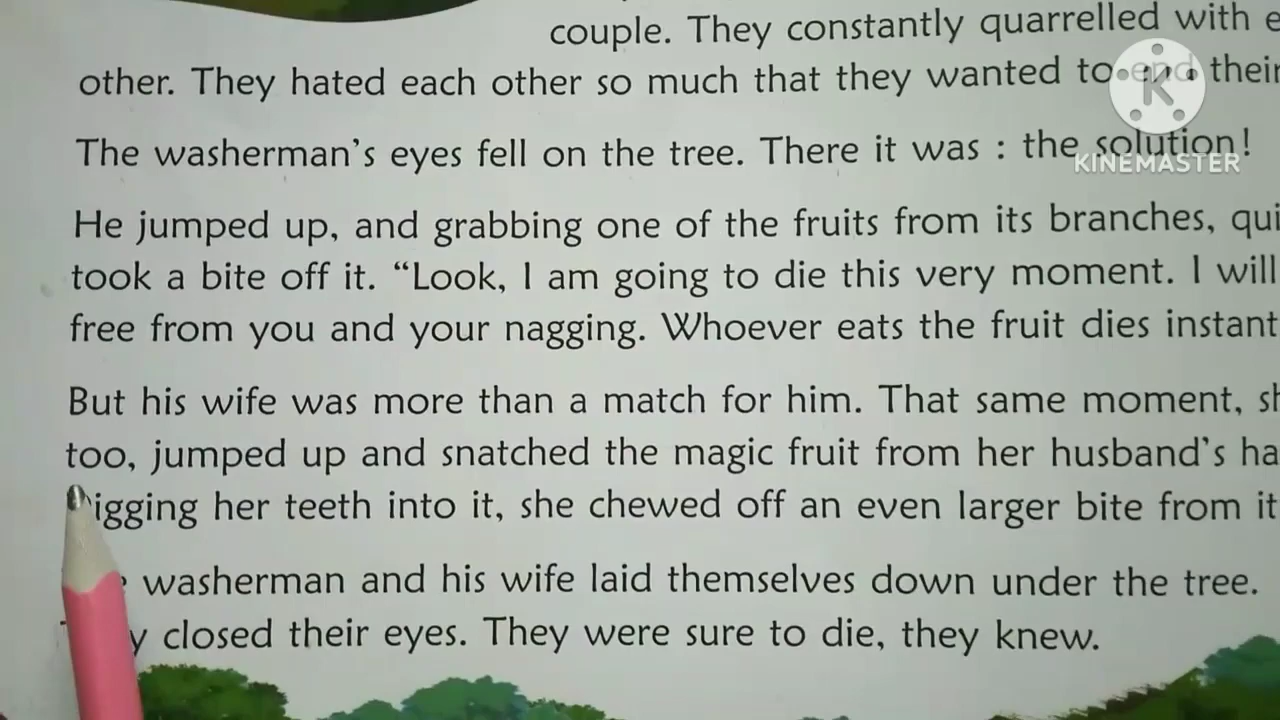 couple. They constantly quarrelled with
other. They hated each other so much that they wanted to end their
The washerman's eyes fell on the tree. There it was : the solution!
He jumped up, and grabbing one of the fruits from its branches,
took a bite off it. “Look, I am going to die this very moment. I will
free from you and your nagging. Whoever eats the fruit dies
But his wife was more than a match for him. That same moment,
too, jumped up and snatched the magic fruit from her husband's
her teeth into it, she chewed off an even larger bite from it
washerman and his wife laid themselves down under the tree.
closed their eyes. They were sure to die, they knew.
K
KINEMASTER